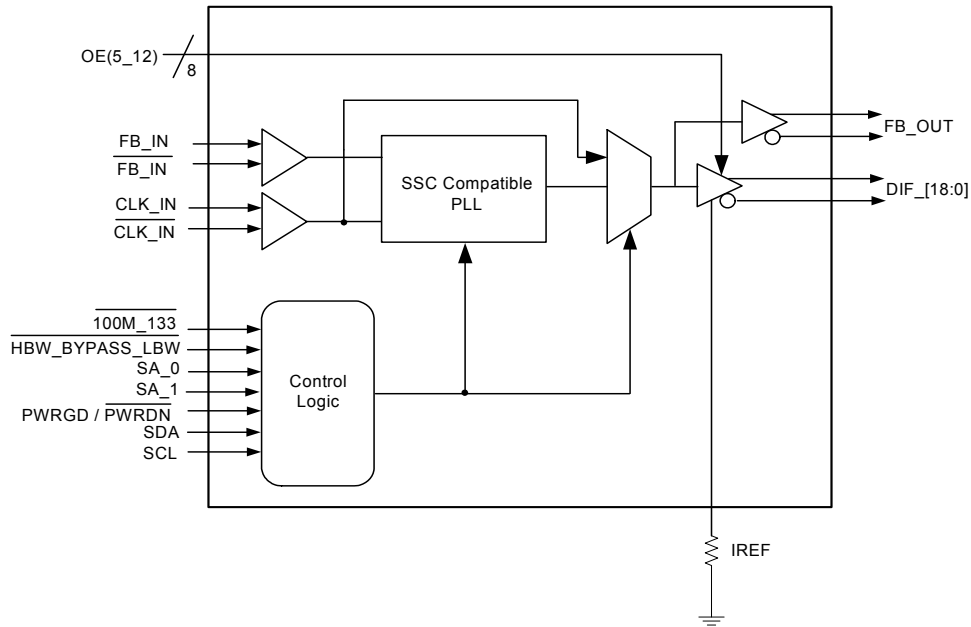 OE(5_12)
8
FB_IN
FB_IN
CLK_IN
CLK_IN
SSC Compatible
PLL
FB_OUT
DIF_[18:0]
100M_133
HBW_BYPASS_LBW
SA_0
SA_1
PWRGD / PWRDN
SDA
SCL
Control
Logic
IREF